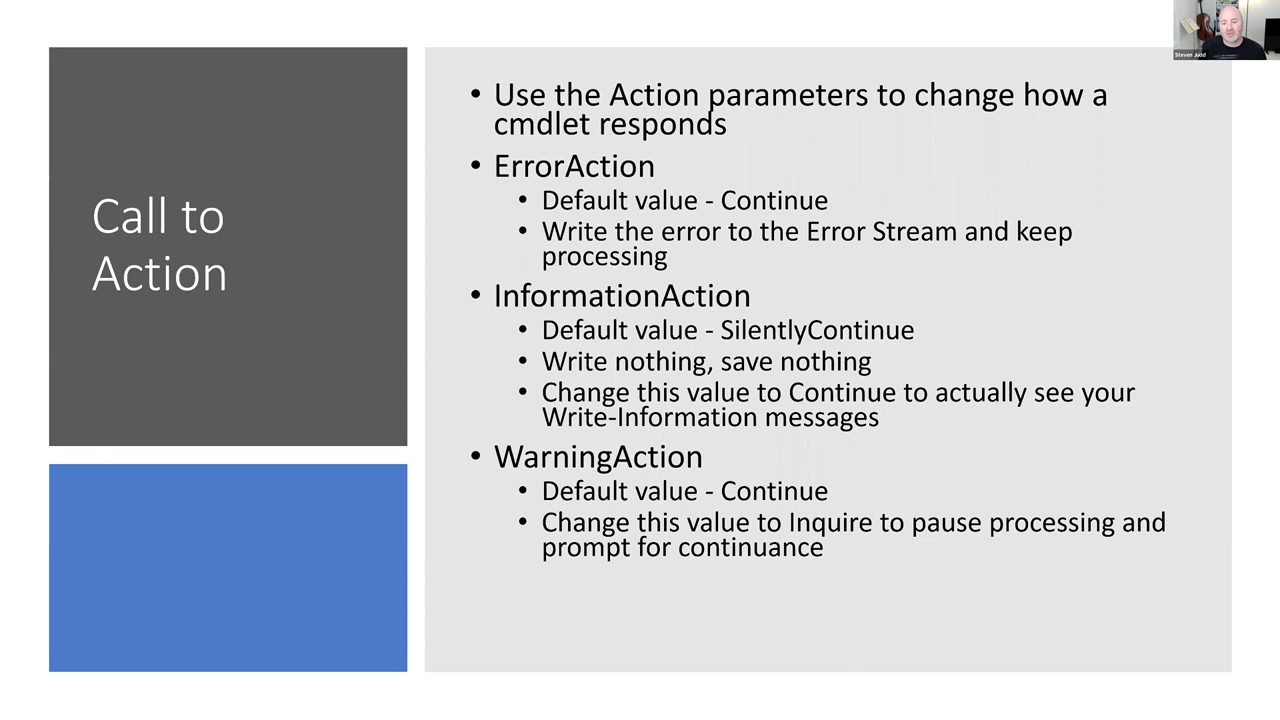 Steven Judd
Call to
Action
• Use the Action parameters to change how a
cmdlet responds
• ErrorAction
• Default value - Continue
• Write the error to the Error Stream and keep
processing
• InformationAction
• Default value - SilentlyContinue
• Write nothing, save nothing
• Change this value to Continue to actually see your
Write-Information messages
• WarningAction
• Default value - Continue
• Change this value to Inquire to pause processing and
prompt for continuance